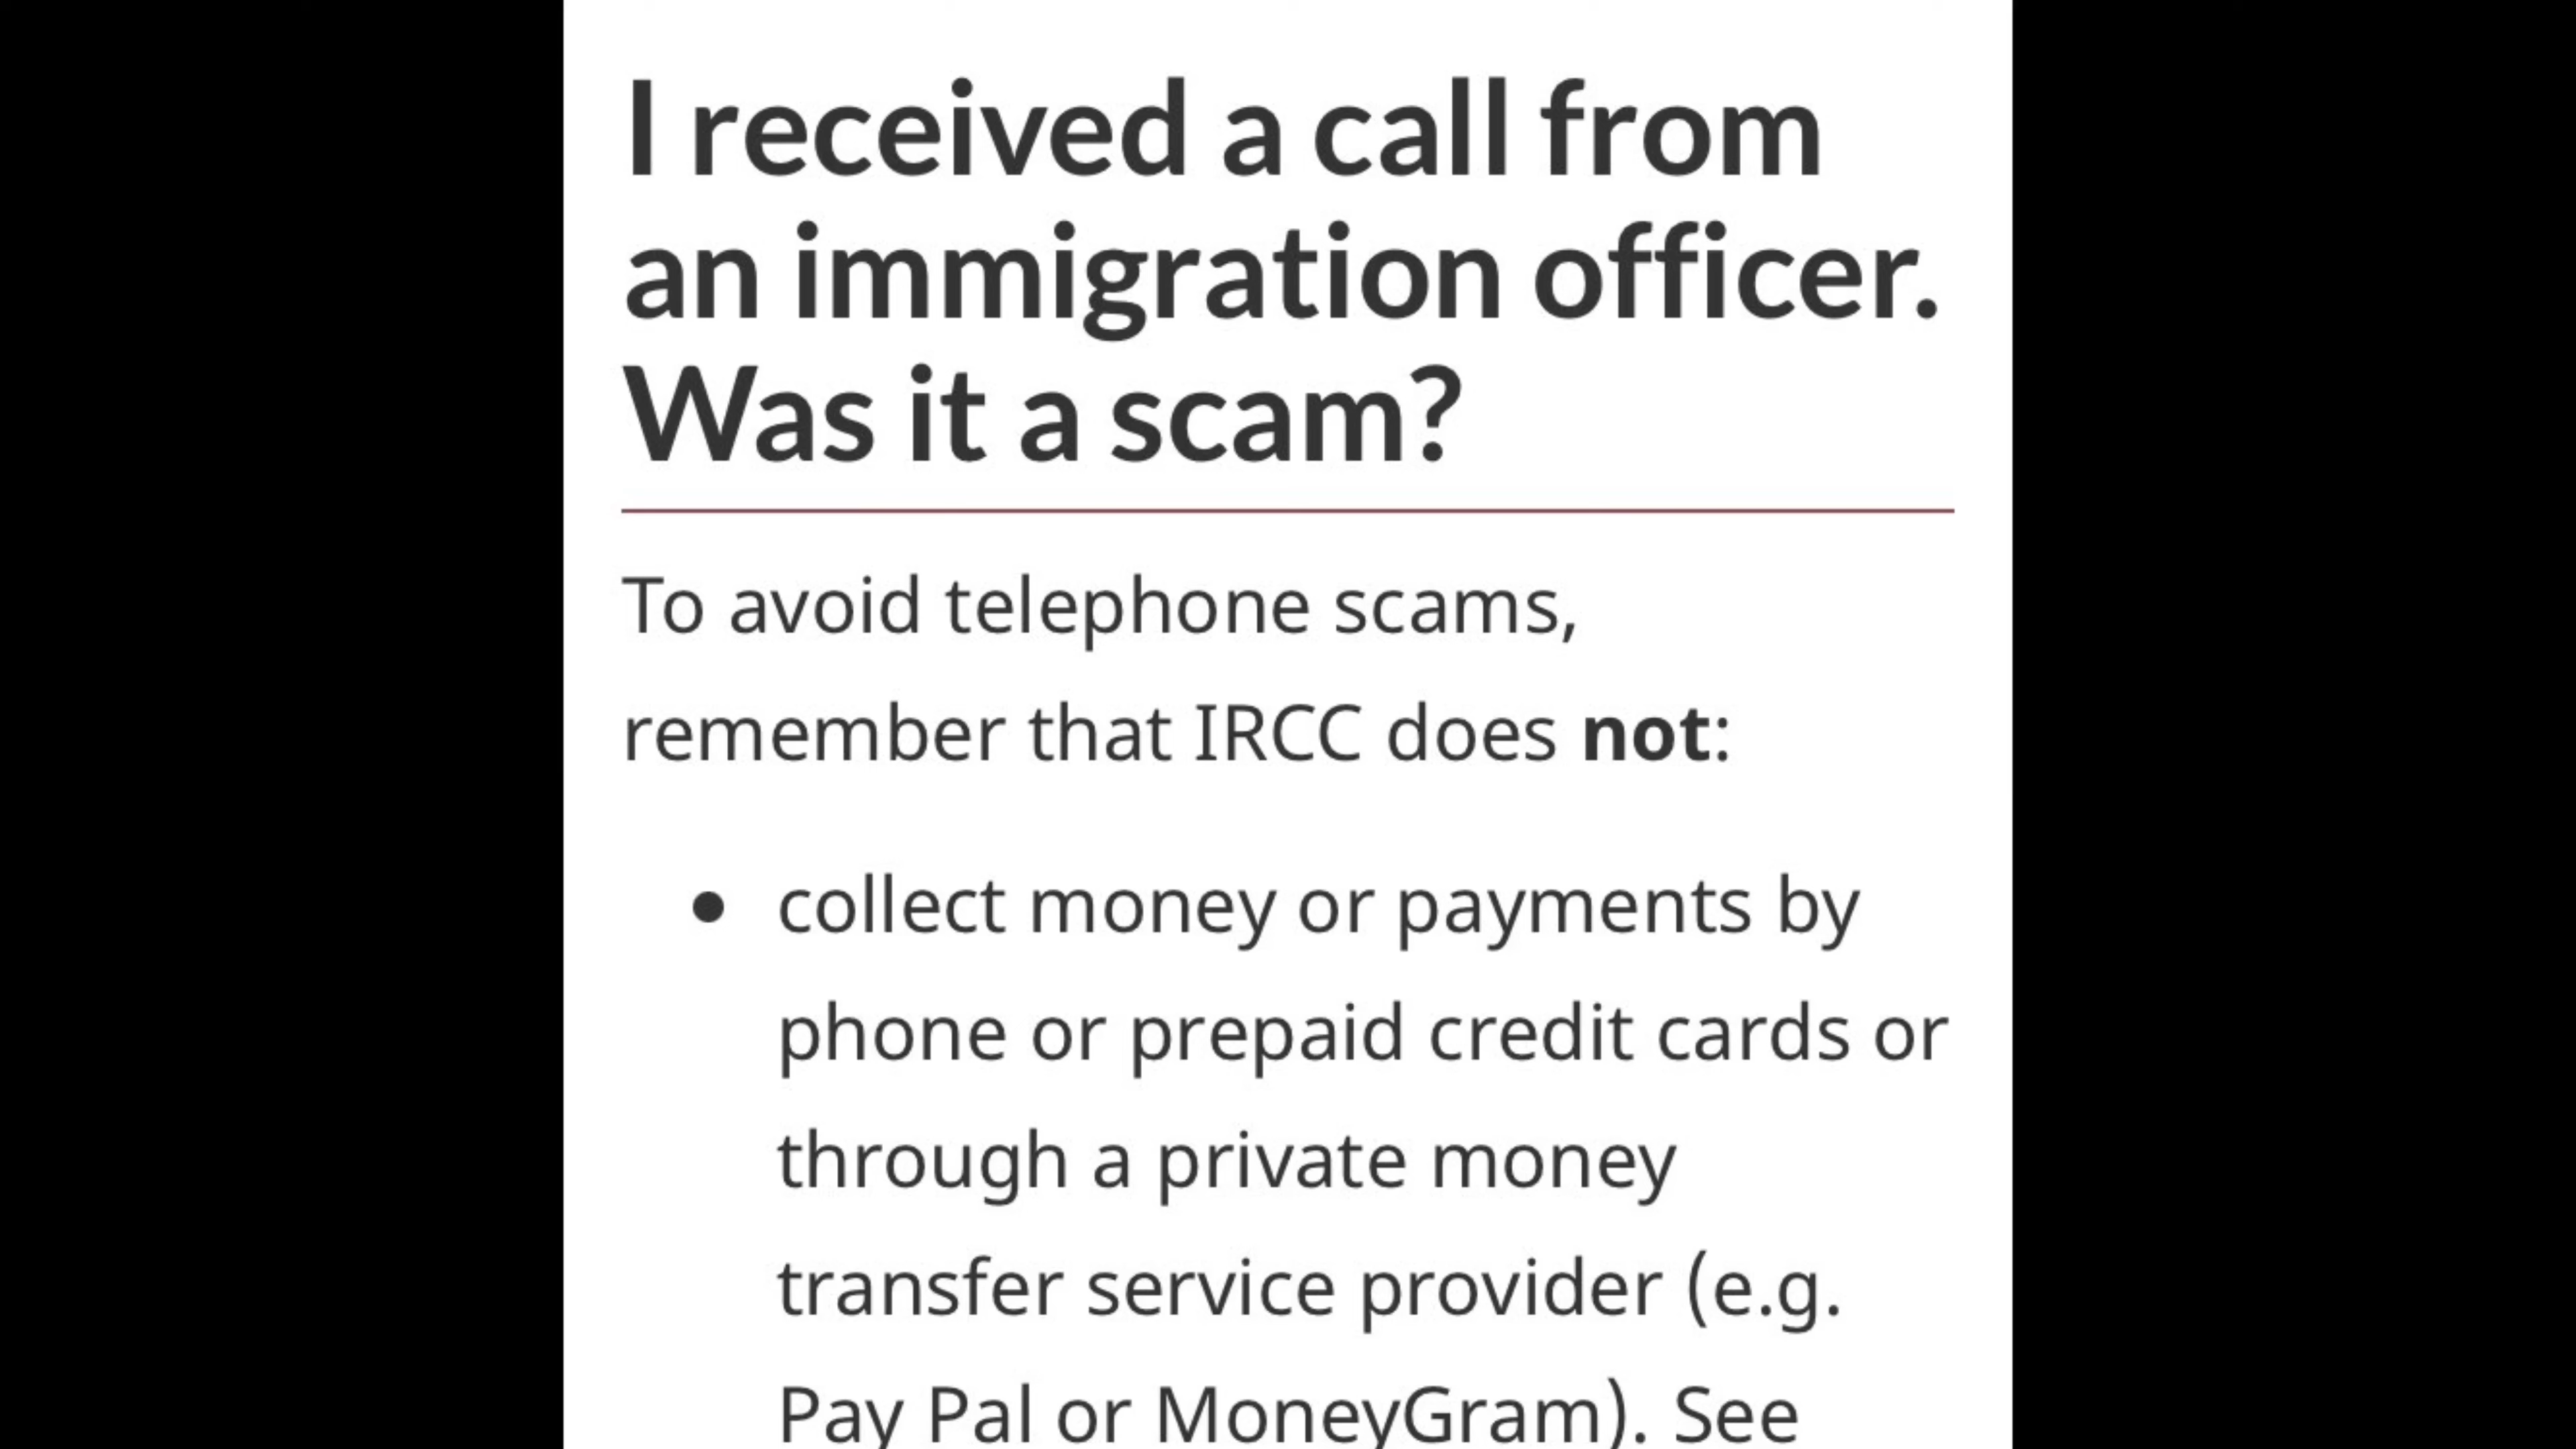 I received a call from
an immigration officer.
Was it a scam?
To avoid telephone scams,
remember that IRCC does not:
• collect money or payments by
phone or prepaid credit cards or
through a private money
transfer service provider (e.g.
Pay Pal or MoneyGram). See